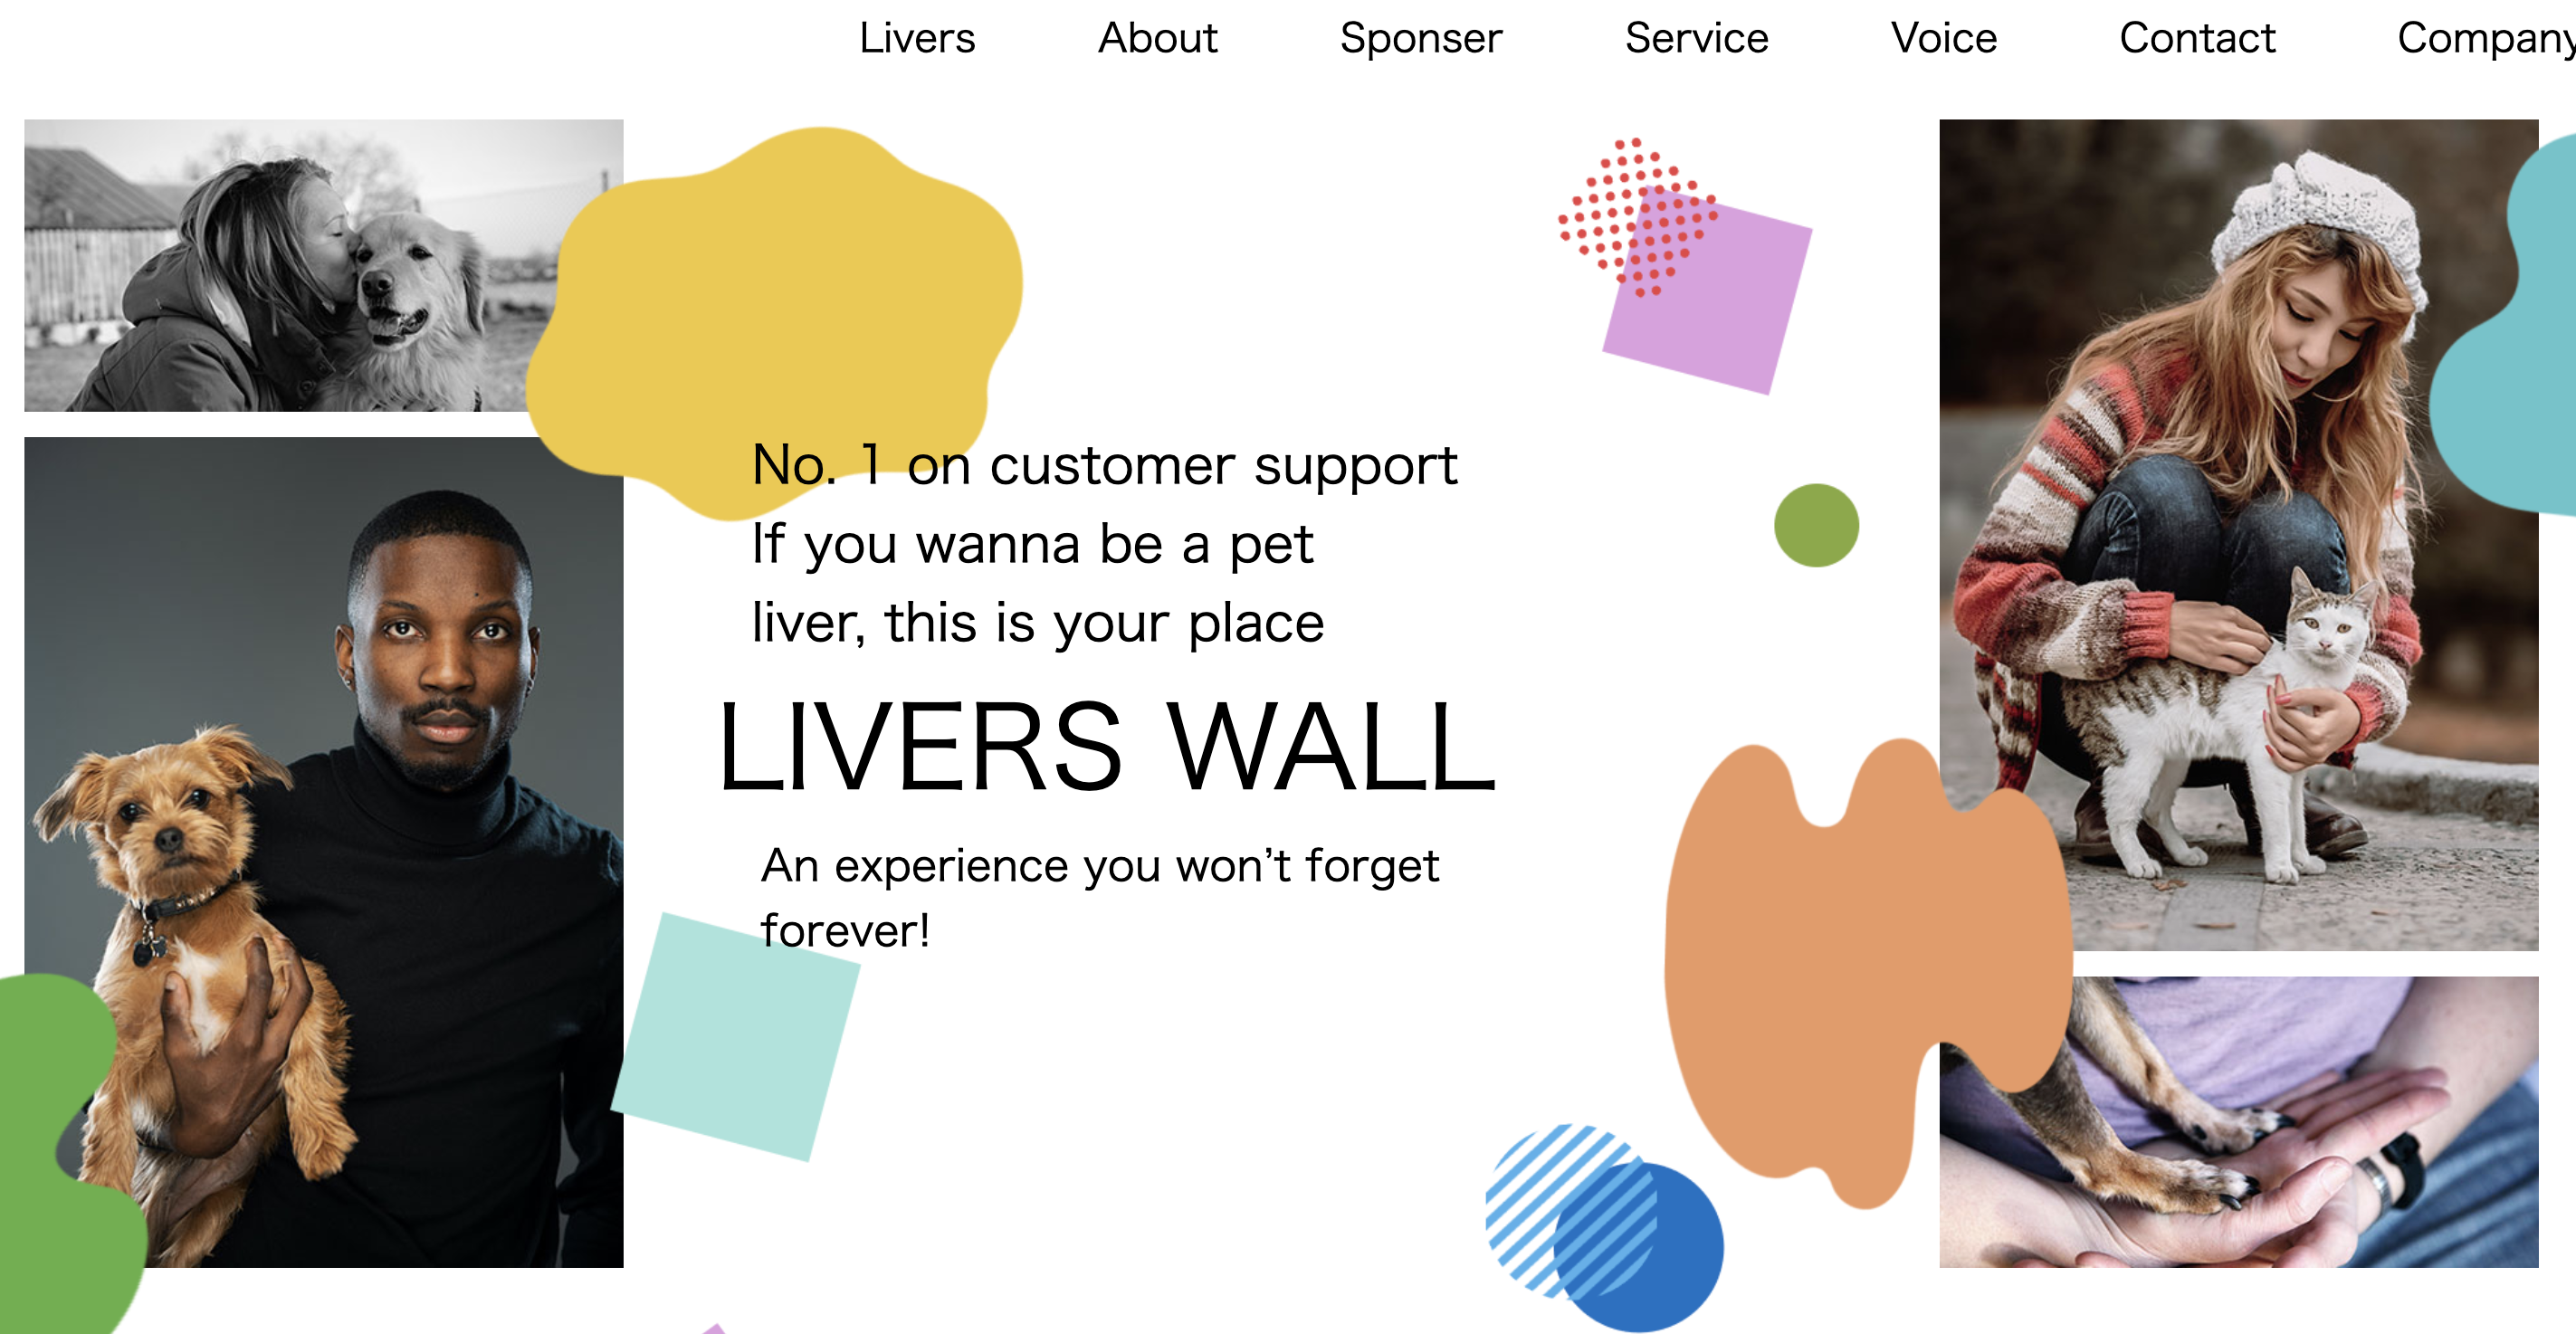 Livers About Sponser Service Voice Contact Company
No. 1 on customer support
If you wanna be a pet
liver, this is your place
LIVERS WALL
An experience you won’t forget
forever!